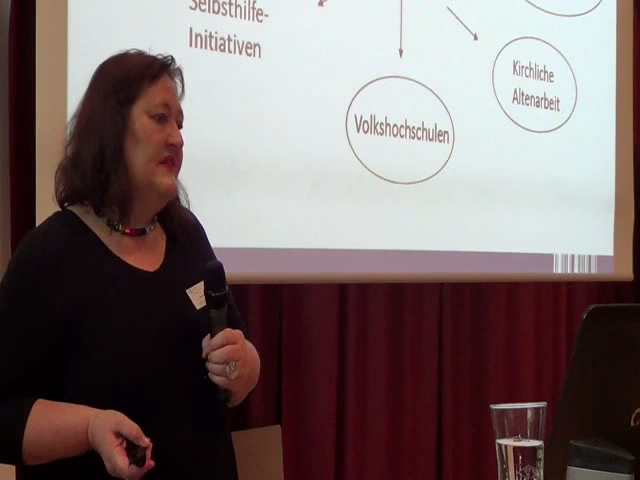 Selbsthilfe-
Initiativen
Kirchliche
Altenarbeit
Volkshochschulen